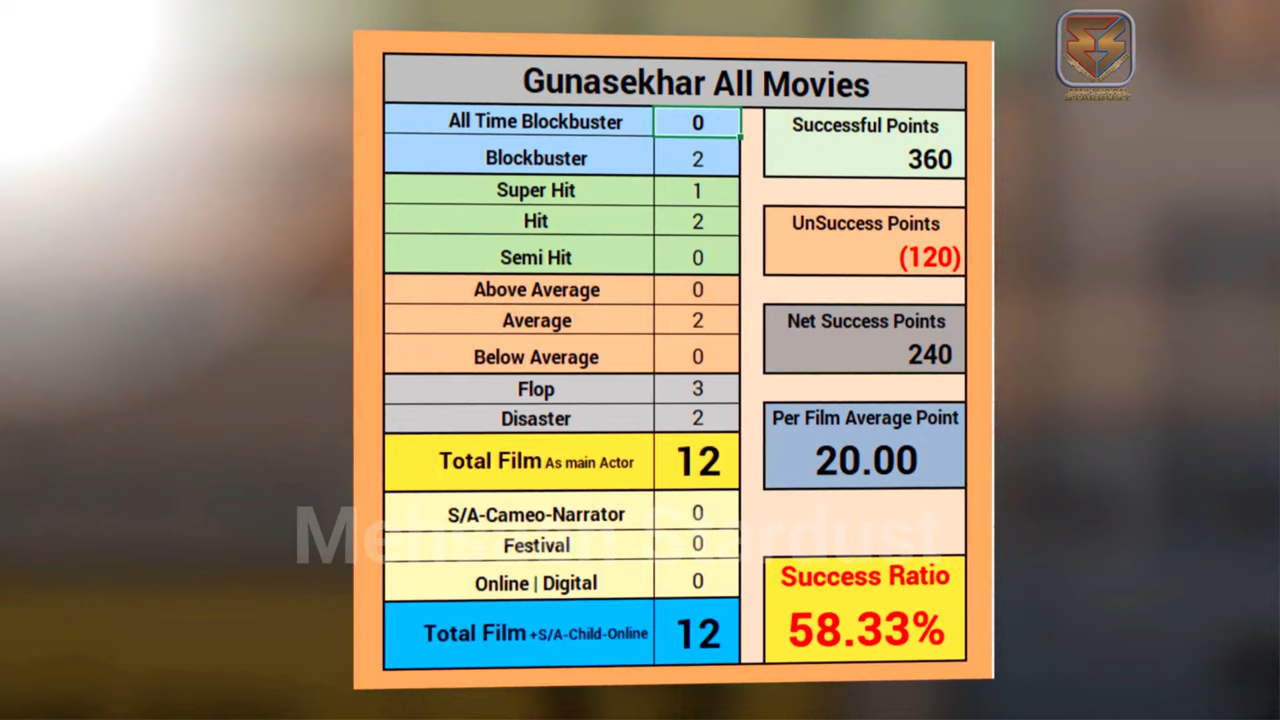 Gunasekhar All Movies
All Time Blockbuster 0
Blockbuster 2
Super Hit 1
Hit 2
Semi Hit 0
Above Average 0
Average 2
Below Average 0
Flop 3
Disaster 2
Total Film As main Actor 12
S/A-Cameo-Narrator 0
Festival 0
Online | Digital 0
Total Film +S/A-Child-Online 12
Successful Points
360
UnSuccess Points
(120)
Net Success Points
240
Per Film Average Point
20.00
Success Ratio
58.33%
Stardust